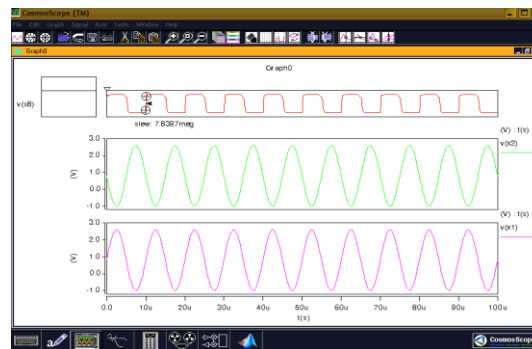 CosmosScope (TM)
File Edit Graph Signal Axis Tools Window Help
Graph0
Graph0
v(s8)
slew: 7.8397meg
(V) : t(s)
v(x2)
3.0
2.0
(V)
1.0
0.0
-1.0
(V) : t(s)
v(x1)
3.0
2.0
(V)
1.0
0.0
-1.0
0.0 10u 20u 30u 40u 50u 60u 70u 80u 90u 100u
t(s)
CosmosScope